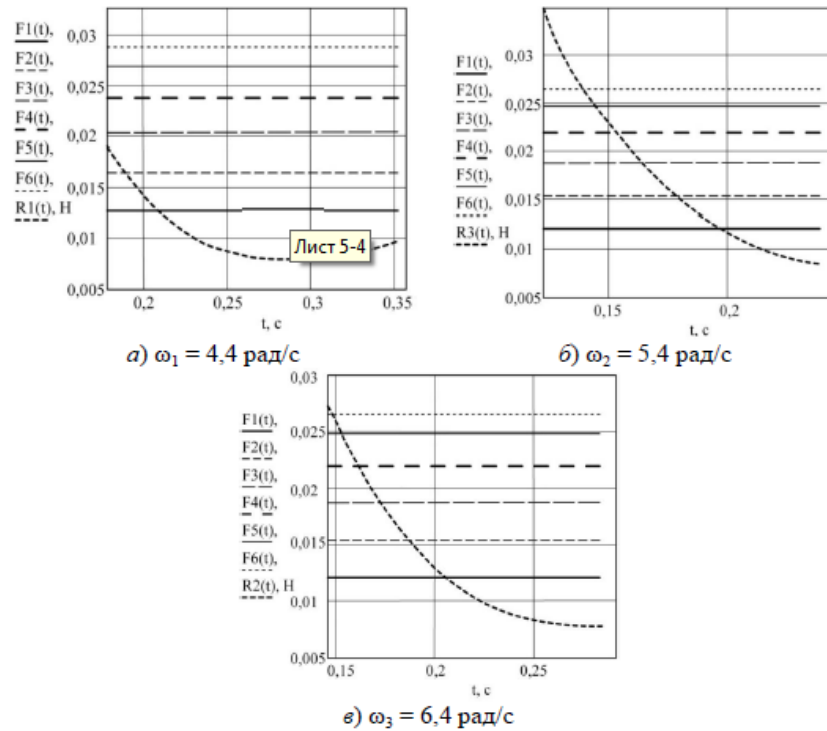 F1(t),
F2(t),
F3(t),
F4(t),
F5(t),
F6(t),
R1(t), Н
0,03
0,025
0,02
0,015
0,01
0,005
0,2
0,25
0,3
0,35
t, с
Лист 5-4
а) ω1 = 4,4 рад/с
F1(t),
F2(t),
F3(t),
F4(t),
F5(t),
F6(t),
R3(t), Н
0,03
0,025
0,02
0,015
0,01
0,005
0,15
0,2
t, с
б) ω2 = 5,4 рад/с
F1(t),
F2(t),
F3(t),
F4(t),
F5(t),
F6(t),
R2(t), Н
0,03
0,025
0,02
0,015
0,01
0,005
0,15
0,2
0,25
t, с
в) ω3 = 6,4 рад/с